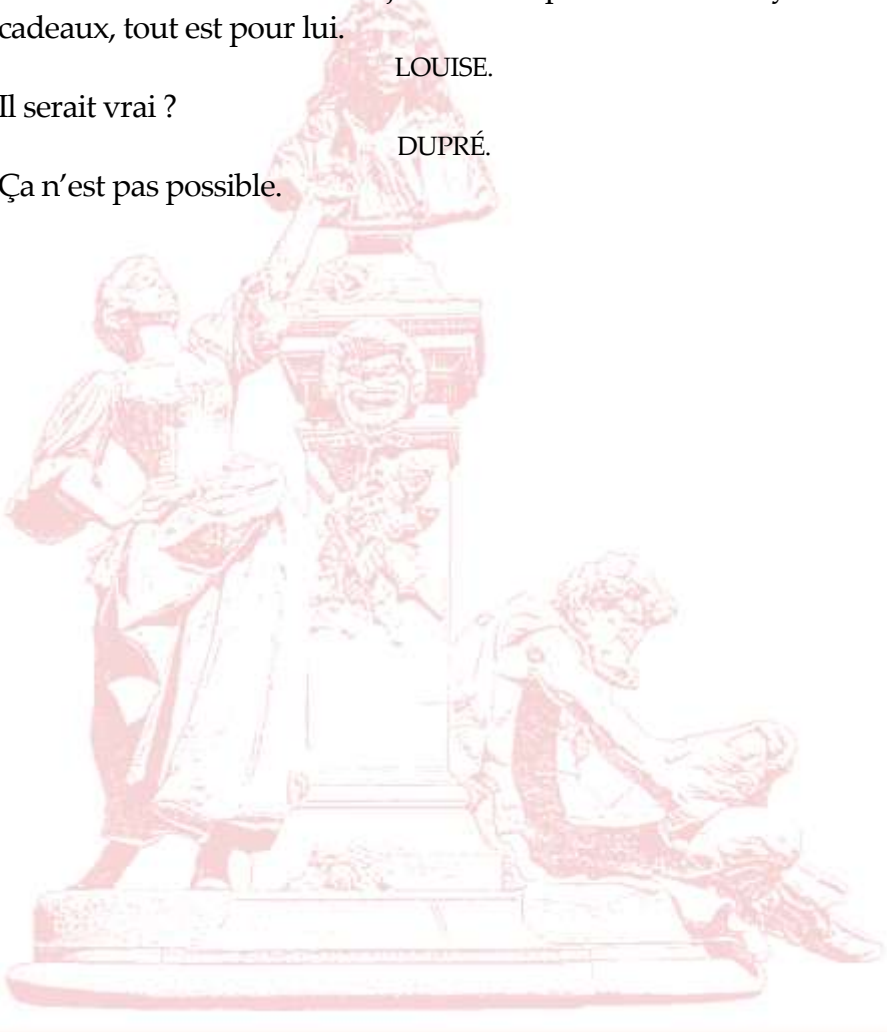 cadeaux, tout est pour lui.
LOUISE.
Il serait vrai ?
DUPRÉ.
Ça n’est pas possible.